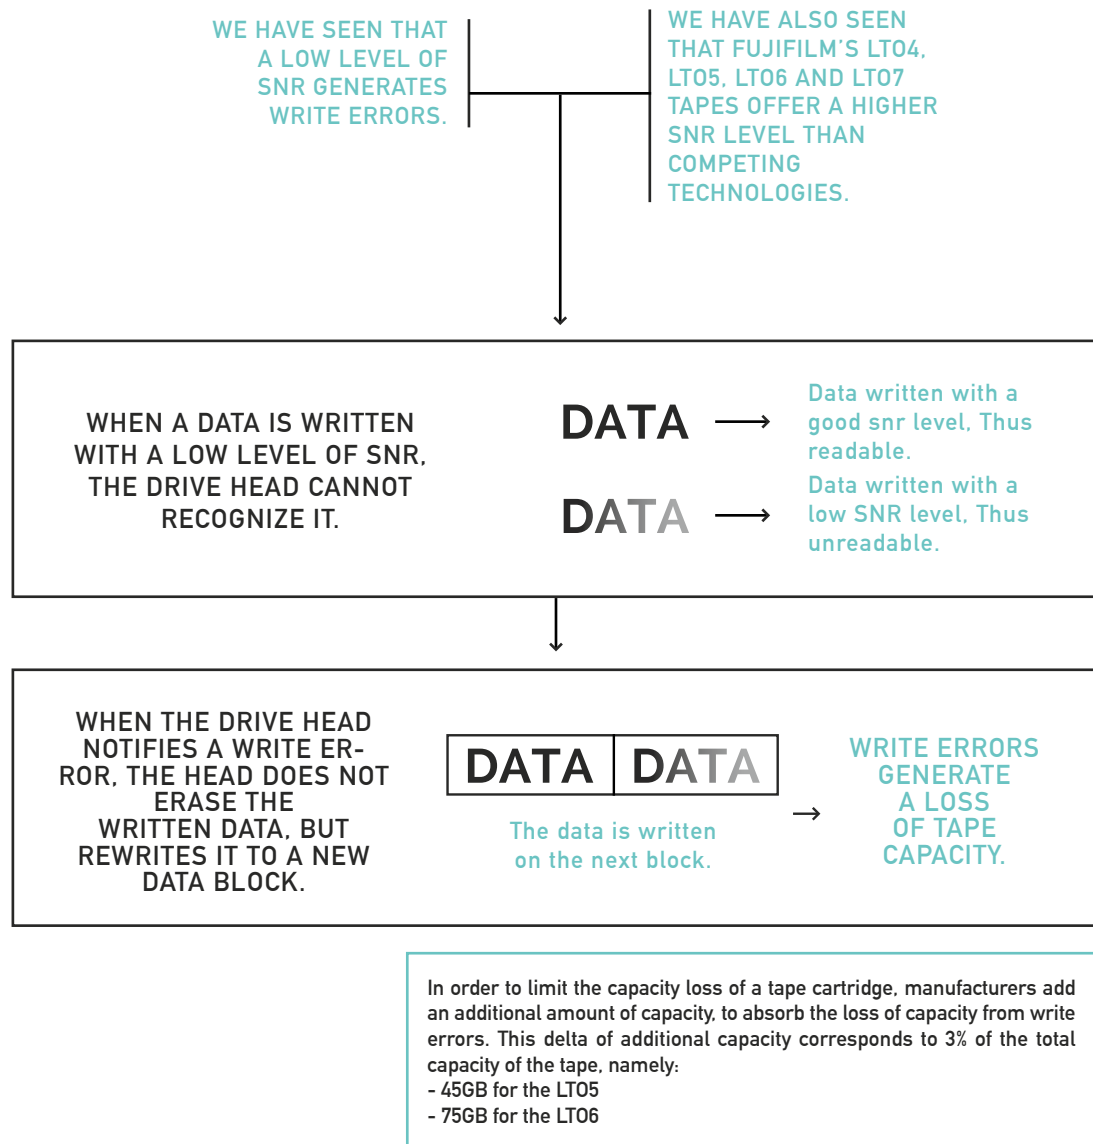 WE HAVE SEEN THAT
A LOW LEVEL OF
SNR GENERATES
WRITE ERRORS.
WE HAVE ALSO SEEN
THAT FUJIFILM'S LTO4,
LTO5, LTO6 AND LTO7
TAPES OFFER A HIGHER
SNR LEVEL THAN
COMPETING
TECHNOLOGIES.
WHEN A DATA IS WRITTEN
WITH A LOW LEVEL OF SNR,
THE DRIVE HEAD CANNOT
RECOGNIZE IT.
DATA
Data written with a
good snr level, Thus
readable.
DATA
Data written with a
low SNR level, Thus
unreadable.
WHEN THE DRIVE HEAD
NOTIFIES A WRITE ER-
ROR, THE HEAD DOES NOT
ERASE THE
WRITTEN DATA, BUT
REWRITES IT TO A NEW
DATA BLOCK.
DATA DATA
The data is written
on the next block.
WRITE ERRORS
GENERATE
A LOSS
OF TAPE
CAPACITY.
In order to limit the capacity loss of a tape cartridge, manufacturers add
an additional amount of capacity, to absorb the loss of capacity from write
errors. This delta of additional capacity corresponds to 3% of the total
capacity of the tape, namely:
- 45GB for the LTO5
- 75GB for the LTO6